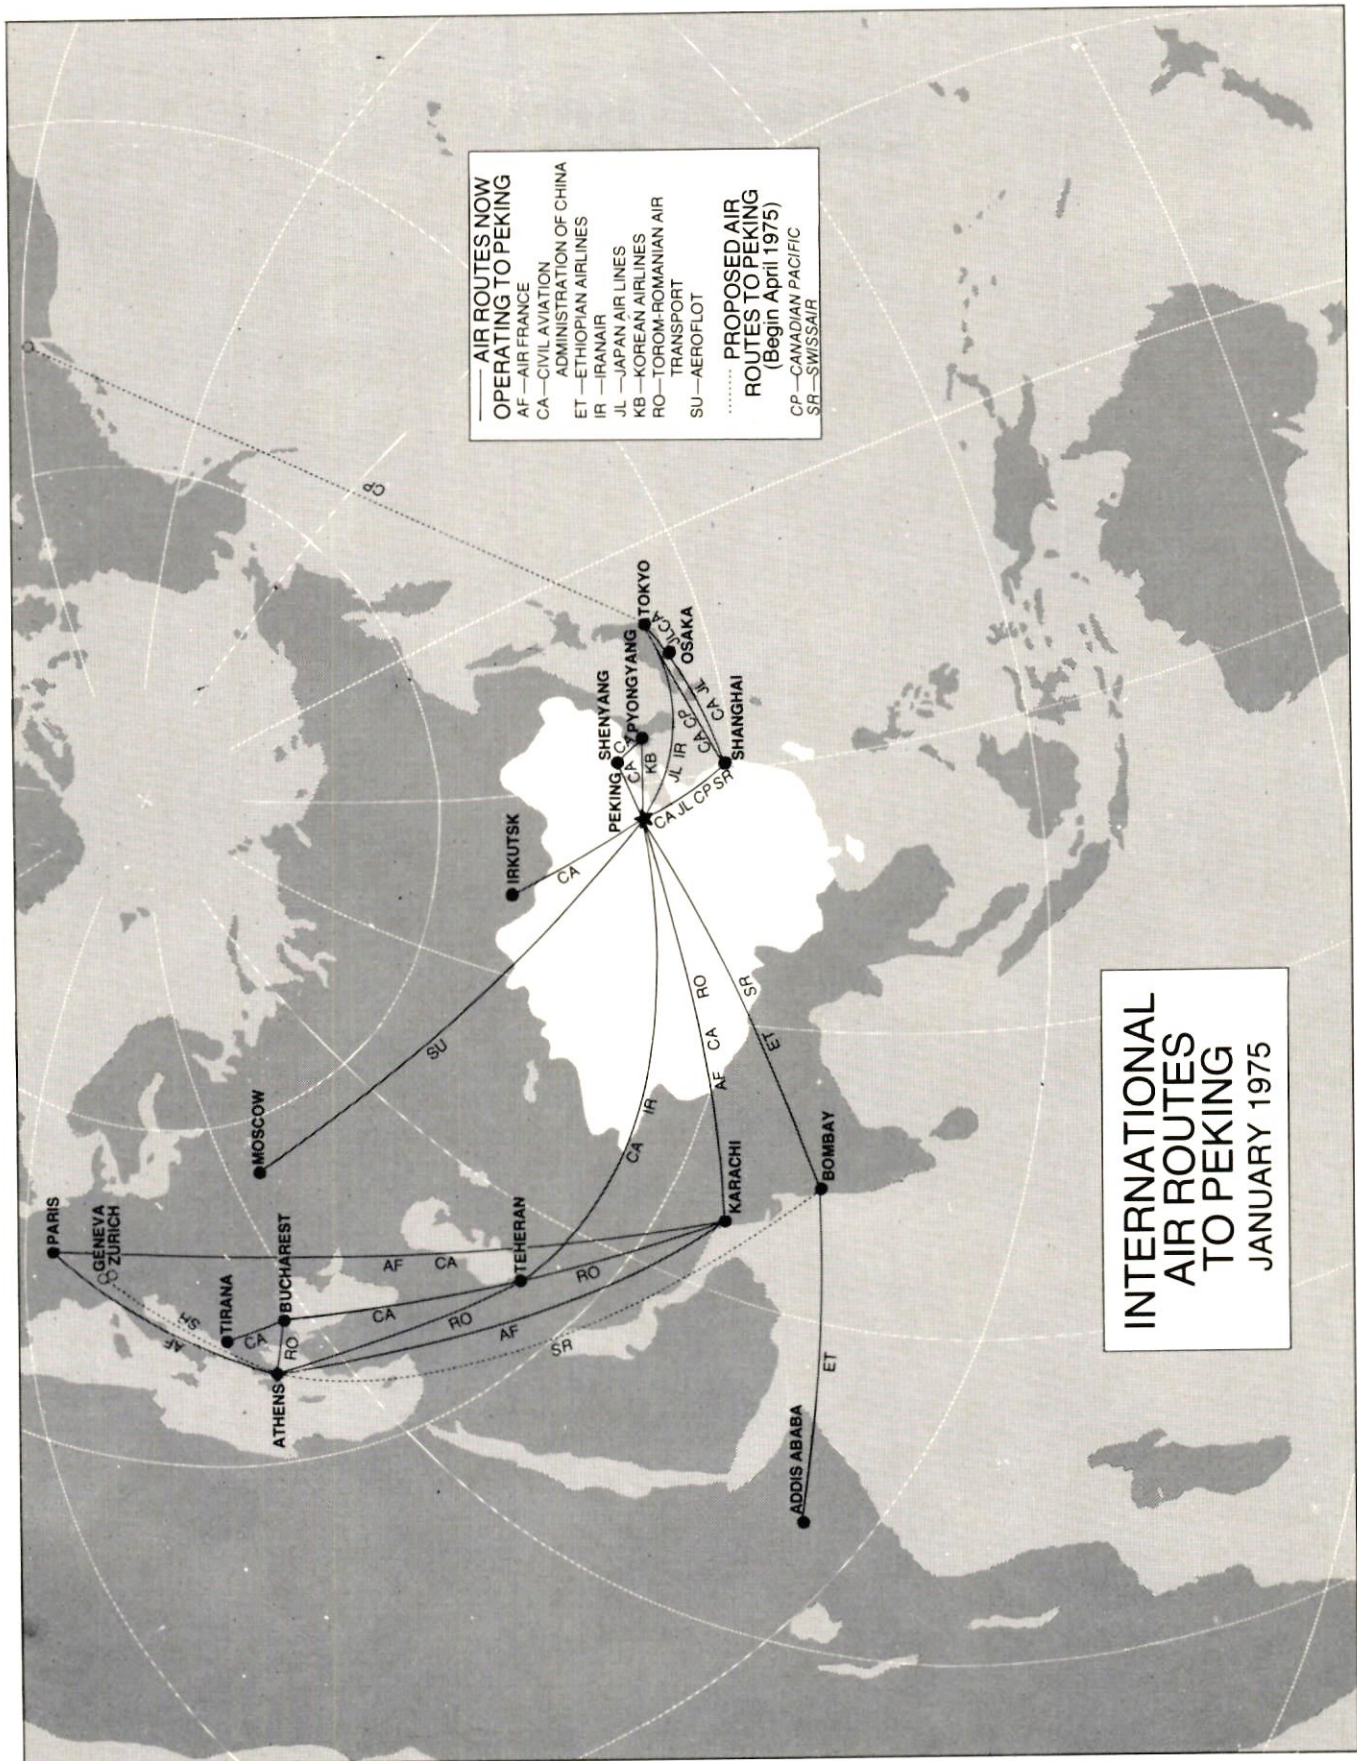 INTERNATIONAL
AIR ROUTES
TO PEKING
JANUARY 1975
—— AIR ROUTES NOW
OPERATING TO PEKING
AF—AIR FRANCE
CA—CIVIL AVIATION
ADMINISTRATION OF CHINA
ET—ETHIOPIAN AIRLINES
IR—IRANAIR
JL—JAPAN AIR LINES
KB—KOREAN AIRLINES
RO—TOROM-ROMANIAN AIR
TRANSPORT
SU—AEROFLOT
........ PROPOSED AIR
ROUTES TO PEKING
(Begin April 1975)
CP—CANADIAN PACIFIC
SR—SWISSAIR
PARIS
GENEVA
ZURICH
MOSCOW
TIRANA
BUCHAREST
ATHENS
TEHERAN
KARACHI
BOMBAY
ADDIS ABABA
IRKUTSK
PEKING
SHENYANG
PYONGYANG
TOKYO
OSAKA
SHANGHAI
AF
CA
AF
CA
RO
CA
RO
AF
RO
SR
ET
SU
CA
CA
IR
AF
CA
RO
ET
SR
CA
CA
KB
JL IR
CA CP
CA JL
JL CA
CA JL CP SR
CP